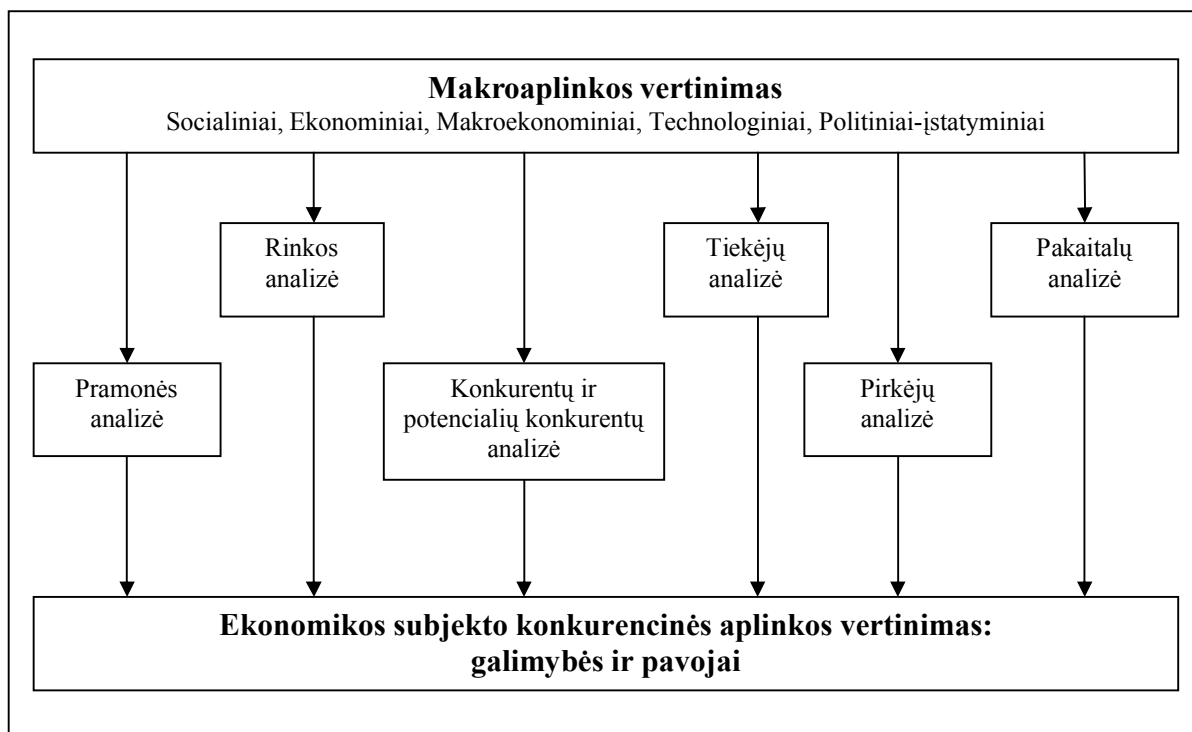 Makroaplinkos vertinimas
Socialiniai, Ekonominiai, Makroekonominiai, Technologiniai, Politiniai-įstatyminiai
Rinkos
analizė
Tiekėjų
analizė
Pakaitalų
analizė
Pramonės
analizė
Konkurentų ir
potencialių konkurentų
analizė
Pirkėjų
analizė
Ekonomikos subjekto konkurencinės aplinkos vertinimas:
galimybės ir pavojai